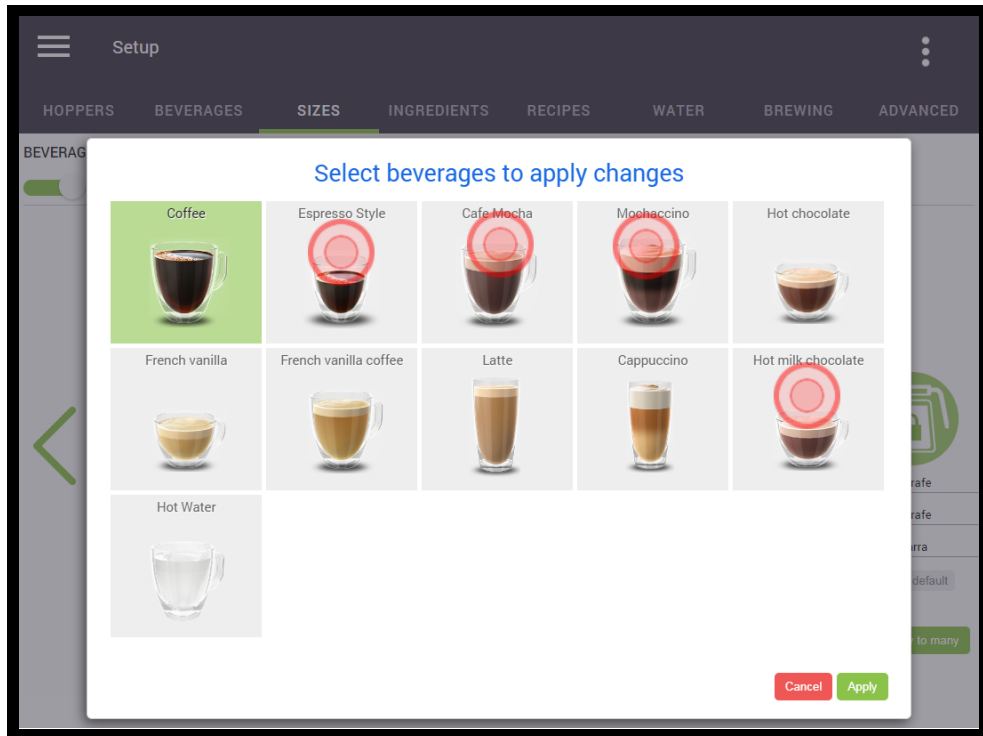 Setup
HOPPERS BEVERAGES SIZES INGREDIENTS RECIPES WATER BREWING ADVANCED
BEVERAG
Select beverages to apply changes
Coffee Espresso Style Cafe Mocha Mochaccino Hot chocolate
French vanilla French vanilla coffee Latte Cappuccino Hot milk chocolate
rafe
Hot Water
rafe
rra
default
to many
Cancel Apply